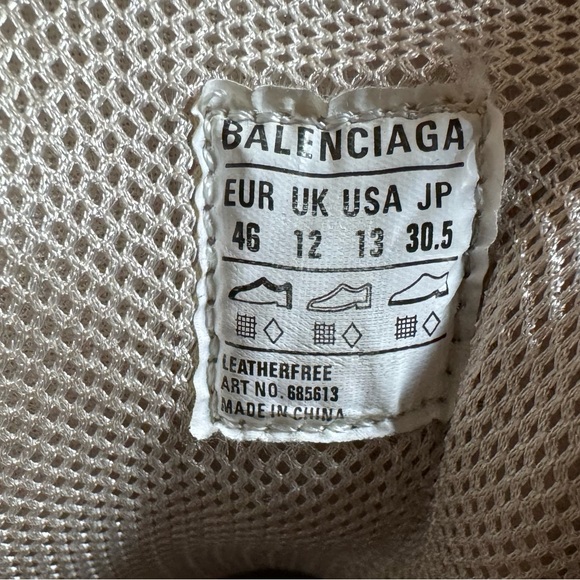 BALENCIAGA
EUR UK USA JP
46 12 13 30.5
LEATHERFREE
ART NO. 685613
MADE IN CHINA